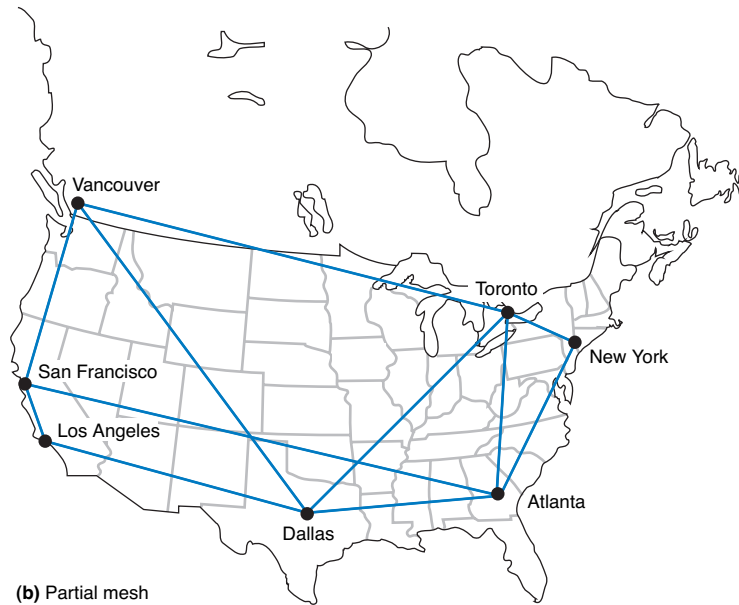 Vancouver
Toronto
New York
San Francisco
Los Angeles
Atlanta
Dallas
(b) Partial mesh